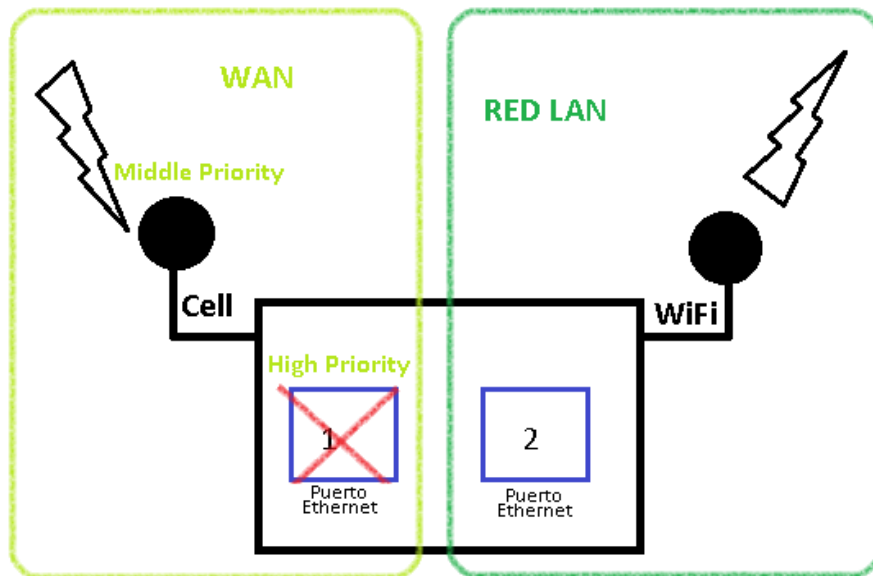 WAN
RED LAN
Middle Priority
Cell
WiFi
High Priority
1
2
Puerto
Ethernet
Puerto
Ethernet